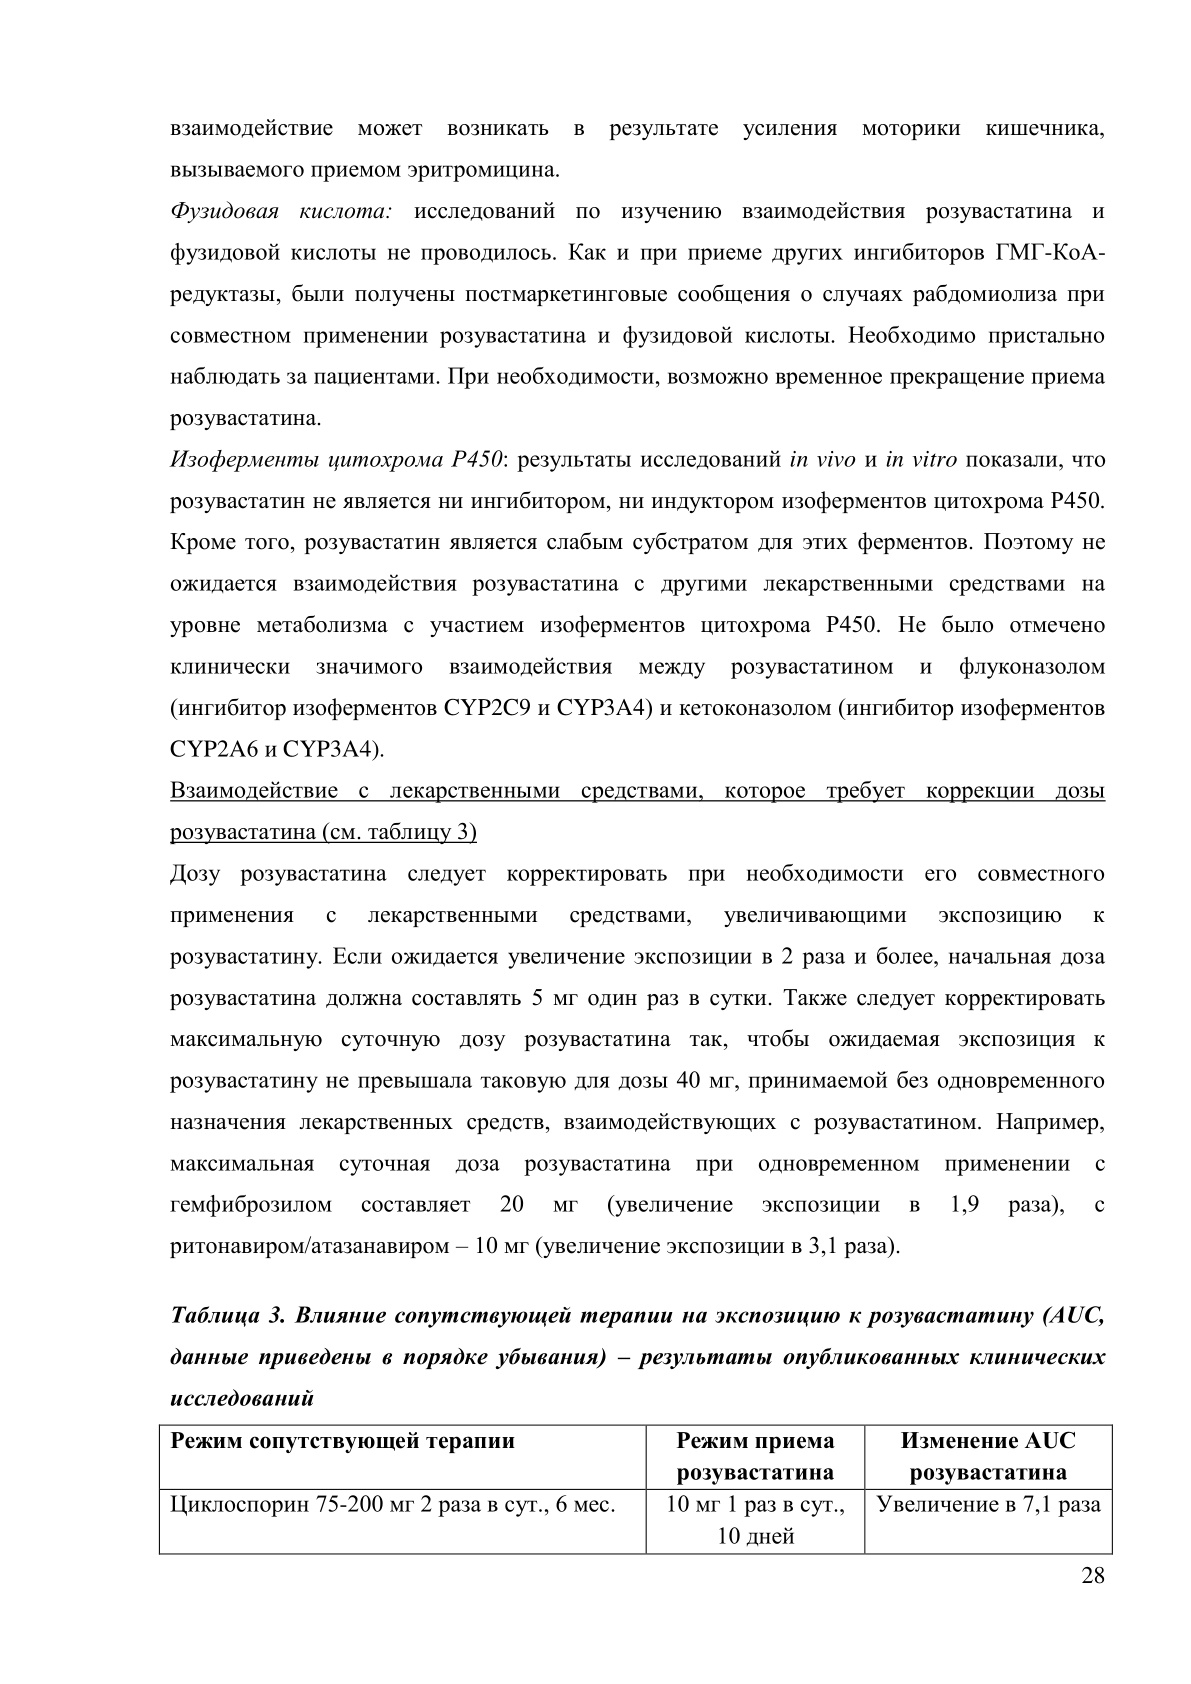 взаимодействие может возникать в результате усиления моторики кишечника,
вызываемого приемом эритромицина.
Фузидовая кислота: исследований по изучению взаимодействия розувастатина и
фузидовой кислоты не проводилось. Как и при приеме других ингибиторов ГМГ-КоА-
редуктазы, были получены постмаркетинговые сообщения о случаях рабдомиолиза при
совместном применении розувастатина и фузидовой кислоты. Необходимо пристально
наблюдать за пациентами. При необходимости, возможно временное прекращение приема
розувастатина.
Изоферменты цитохрома P450: результаты исследований in vivo и in vitro показали, что
розувастатин не является ни ингибитором, ни индуктором изоферментов цитохрома P450.
Кроме того, розувастатин является слабым субстратом для этих ферментов. Поэтому не
ожидается взаимодействия розувастатина с другими лекарственными средствами на
уровне метаболизма с участием изоферментов цитохрома P450. Не было отмечено
клинически значимого взаимодействия между розувастатином и флуконазолом
(ингибитор изоферментов CYP2C9 и CYP3A4) и кетоконазолом (ингибитор изоферментов
CYP2A6 и CYP3A4).
Взаимодействие с лекарственными средствами, которое требует коррекции дозы
розувастатина (см. таблицу 3)
Дозу розувастатина следует корректировать при необходимости его совместного
применения с лекарственными средствами, увеличивающими экспозицию к
розувастатину. Если ожидается увеличение экспозиции в 2 раза и более, начальная доза
розувастатина должна составлять 5 мг один раз в сутки. Также следует корректировать
максимальную суточную дозу розувастатина так, чтобы ожидаемая экспозиция к
розувастатину не превышала таковую для дозы 40 мг, принимаемой без одновременного
назначения лекарственных средств, взаимодействующих с розувастатином. Например,
максимальная суточная доза розувастатина при одновременном применении с
гемфиброзилом составляет 20 мг (увеличение экспозиции в 1,9 раза), с
ритонавиром/атазанавиром – 10 мг (увеличение экспозиции в 3,1 раза).
Таблица 3. Влияние сопутствующей терапии на экспозицию к розувастатину (AUC,
данные приведены в порядке убывания) – результаты опубликованных клинических
исследований
Режим сопутствующей терапии Режим приема Изменение AUC
розувастатина розувастатина
Циклоспорин 75-200 мг 2 раза в сут., 6 мес. 10 мг 1 раз в сут., Увеличение в 7,1 раза
10 дней
28